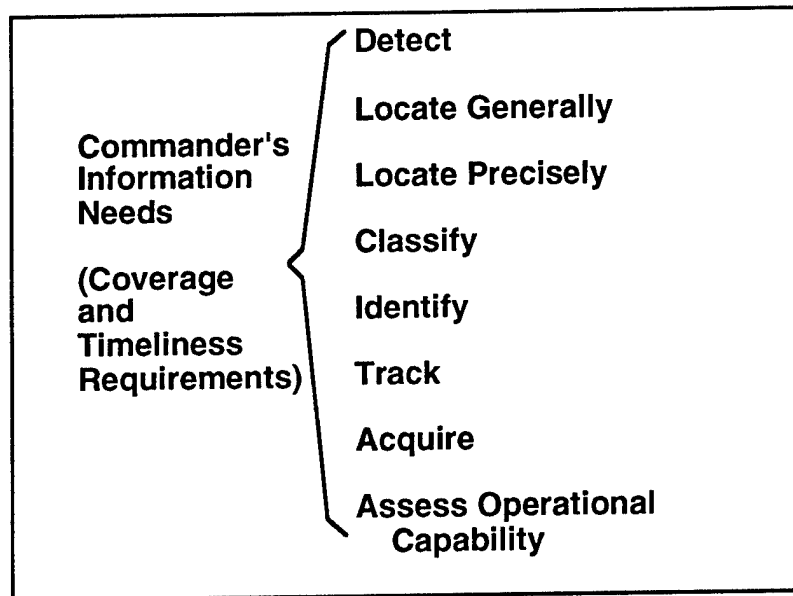 Commander's
Information
Needs
(Coverage
and
Timeliness
Requirements)
Detect
Locate Generally
Locate Precisely
Classify
Identify
Track
Acquire
Assess Operational
Capability